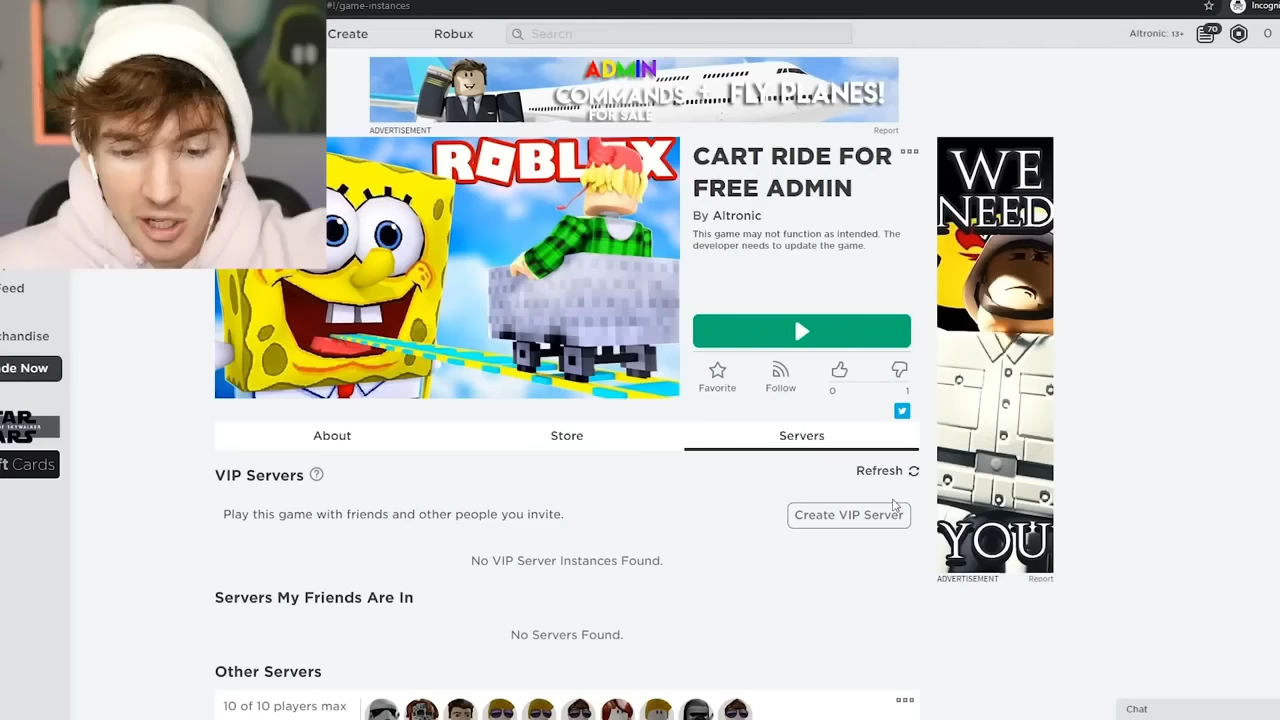 #!/game-instances
Incogni
Create
Robux
Search
Altronic: 13+
70
0
ADMIN
COMMANDS + FLY PLANES!
FOR SALE
ADVERTISEMENT
Report
ROBLOX
CART RIDE FOR
FREE ADMIN
By Altronic
This game may not function as intended. The
developer needs to update the game.
Favorite
Follow
0
1
WE
NEED
YOU
ADVERTISEMENT
Report
Feed
chandise
de Now
TAR
ARS
ft Cards
About
Store
Servers
VIP Servers
?
Refresh
Play this game with friends and other people you invite.
Create VIP Server
No VIP Server Instances Found.
Servers My Friends Are In
No Servers Found.
Other Servers
10 of 10 players max
Chat